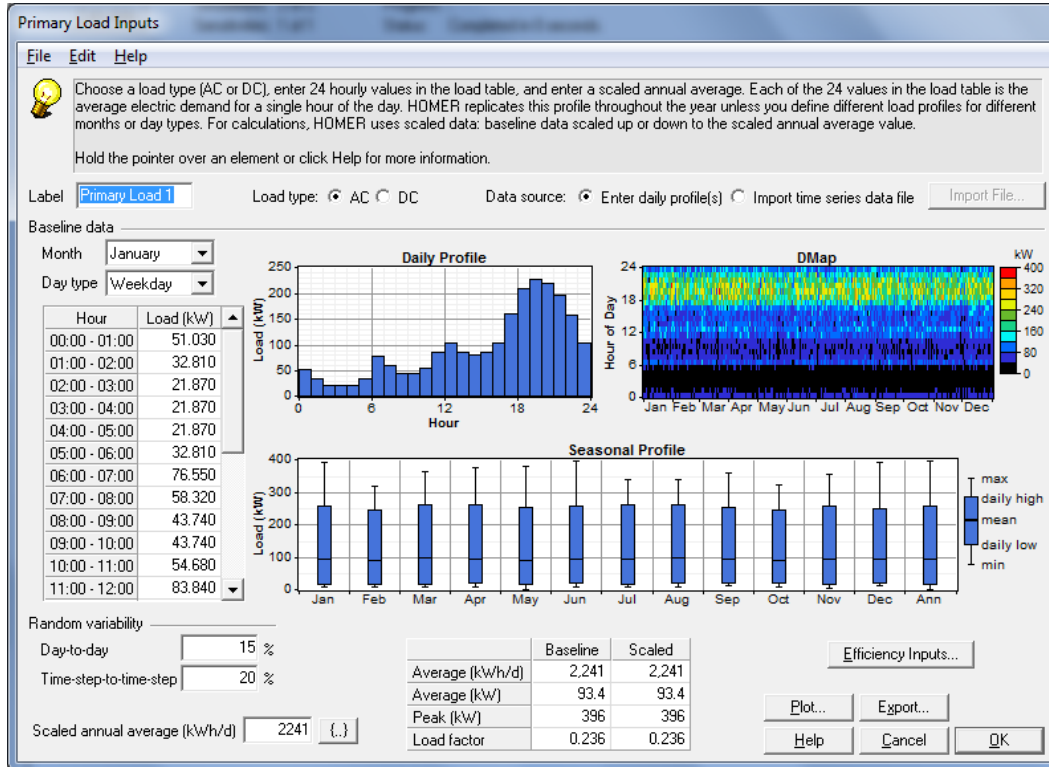 Primary Load Inputs
File Edit Help
Choose a load type (AC or DC), enter 24 hourly values in the load table, and enter a scaled annual average. Each of the 24 values in the load table is the
average electric demand for a single hour of the day. HOMER replicates this profile throughout the year unless you define different load profiles for different
months or day types. For calculations, HOMER uses scaled data: baseline data scaled up or down to the scaled annual average value.
Hold the pointer over an element or click Help for more information.
Label Primary Load 1 Load type: AC DC Data source: Enter daily profile(s) Import time series data file Import File...
Baseline data
Month January
Day type Weekday
Hour Load (kW)
00:00 - 01:00 51.030
01:00 - 02:00 32.810
02:00 - 03:00 21.870
03:00 - 04:00 21.870
04:00 - 05:00 21.870
05:00 - 06:00 32.810
06:00 - 07:00 76.550
07:00 - 08:00 58.320
08:00 - 09:00 43.740
09:00 - 10:00 43.740
10:00 - 11:00 54.680
11:00 - 12:00 83.840
Daily Profile
Load (kW)
250
200
150
100
50
0
0 6 12 18 24
Hour
DMap
Hour of Day
24
18
12
6
0
Jan Feb Mar Apr May Jun Jul Aug Sep Oct Nov Dec
kW
400
320
240
160
80
0
Seasonal Profile
Load (kW)
400
300
200
100
0
Jan Feb Mar Apr May Jun Jul Aug Sep Oct Nov Dec Ann
max
daily high
mean
daily low
min
Random variability
Day-to-day 15 %
Time-step-to-time-step 20 %
Scaled annual average (kWh/d) 2241 {..}
Baseline Scaled
Average (kWh/d) 2,241 2,241
Average (kW) 93.4 93.4
Peak (kW) 396 396
Load factor 0.236 0.236
Efficiency Inputs...
Plot... Export...
Help Cancel OK